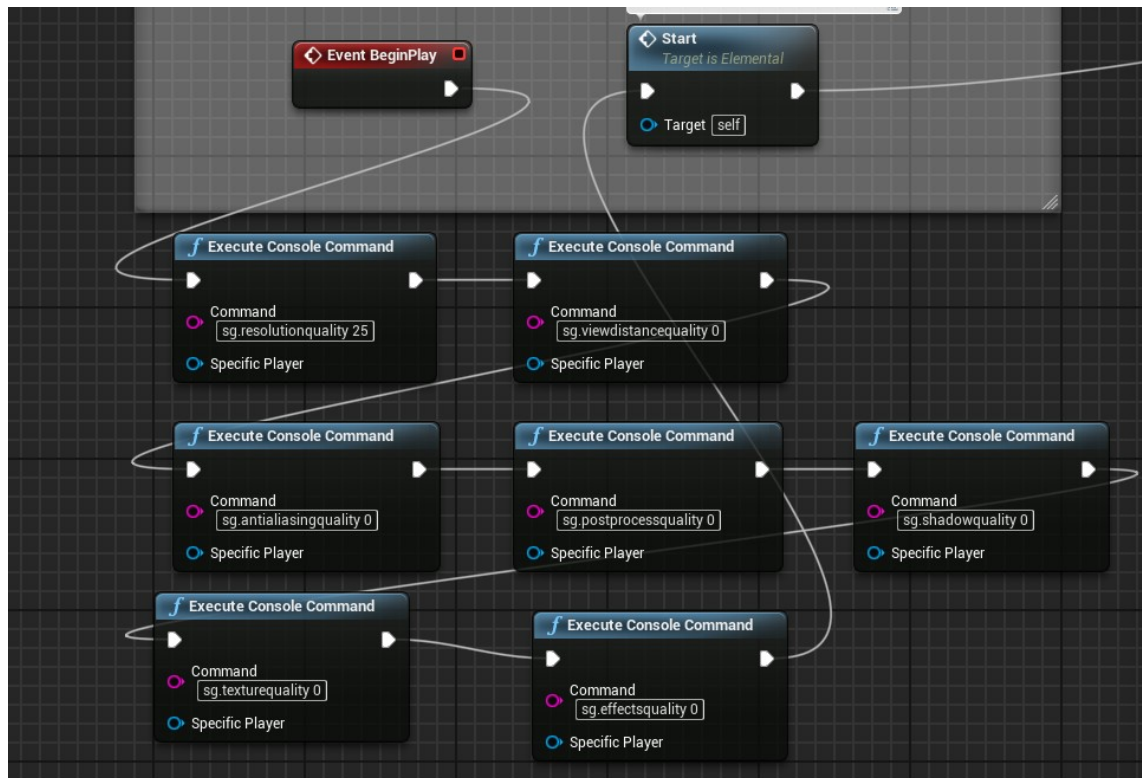 Event BeginPlay
Start
Target is Elemental
Target self
Execute Console Command
Command
sg.resolutionquality 25
Specific Player
Execute Console Command
Command
sg.viewdistancequality 0
Specific Player
Execute Console Command
Command
sg.antialiasingquality 0
Specific Player
Execute Console Command
Command
sg.postprocessquality 0
Specific Player
Execute Console Command
Command
sg.shadowquality 0
Specific Player
Execute Console Command
Command
sg.texturequality 0
Specific Player
Execute Console Command
Command
sg.effectsquality 0
Specific Player